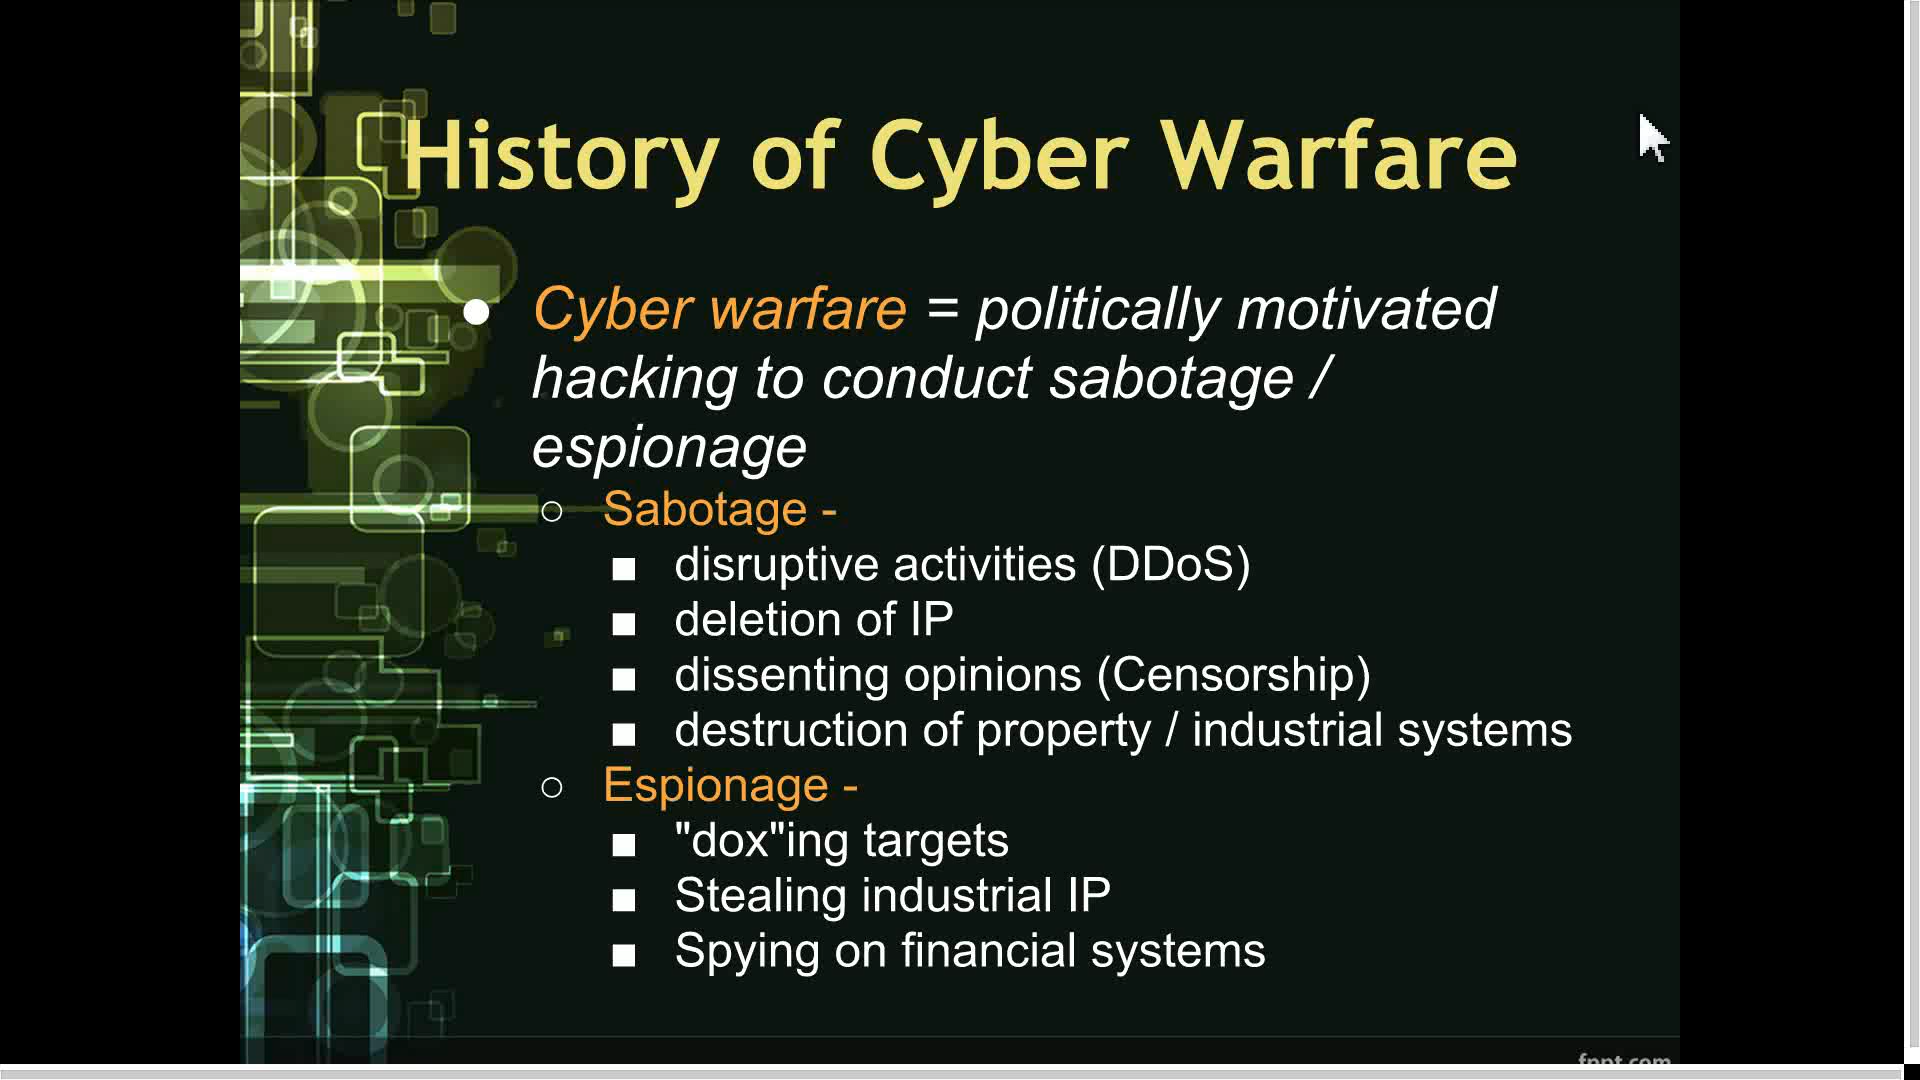 History of Cyber Warfare
● Cyber warfare = politically motivated
hacking to conduct sabotage /
espionage
○ Sabotage -
■ disruptive activities (DDoS)
■ deletion of IP
■ dissenting opinions (Censorship)
■ destruction of property / industrial systems
○ Espionage -
■ "dox"ing targets
■ Stealing industrial IP
■ Spying on financial systems
fppt.com